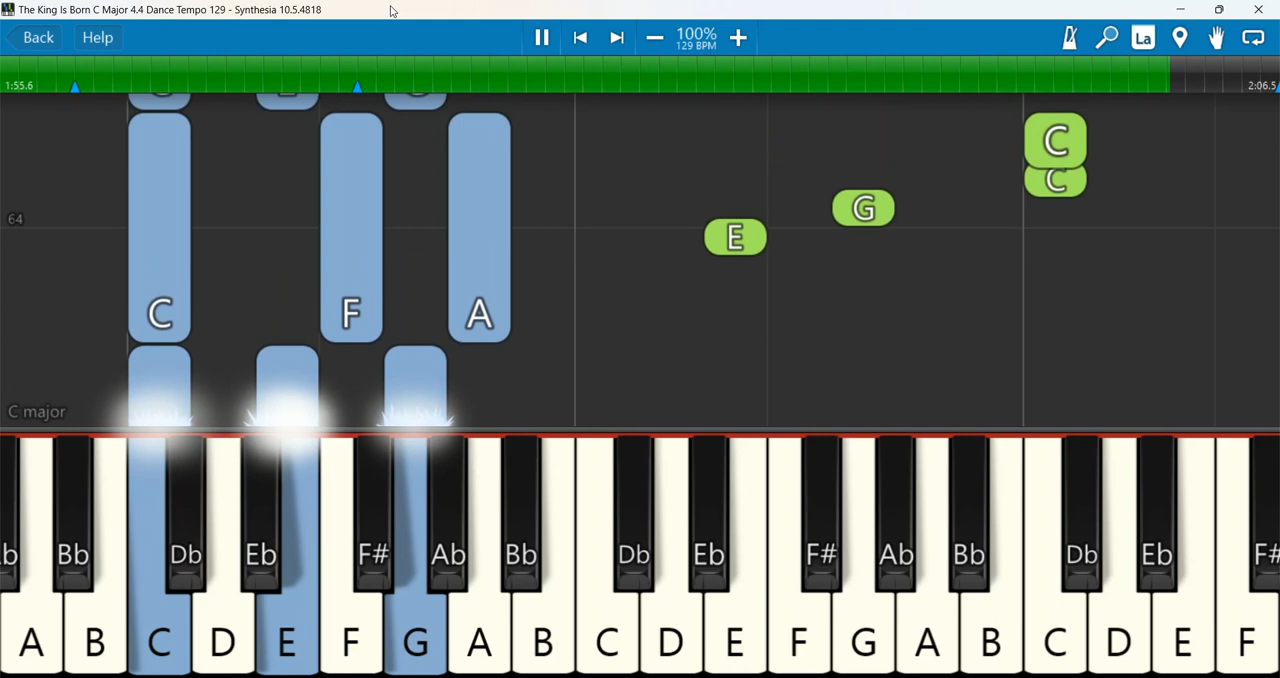 The King Is Born C Major 4.4 Dance Tempo 129 - Synthesia 10.5.4818
Back Help 100% La
129 BPM
1:55.6 2:06.5
C
C
G
64
E
C F A
C major
Bb Db Eb F# Ab Bb Db Eb F# Ab Bb Db Eb F#
A B C D E F G A B C D E F G A B C D E F